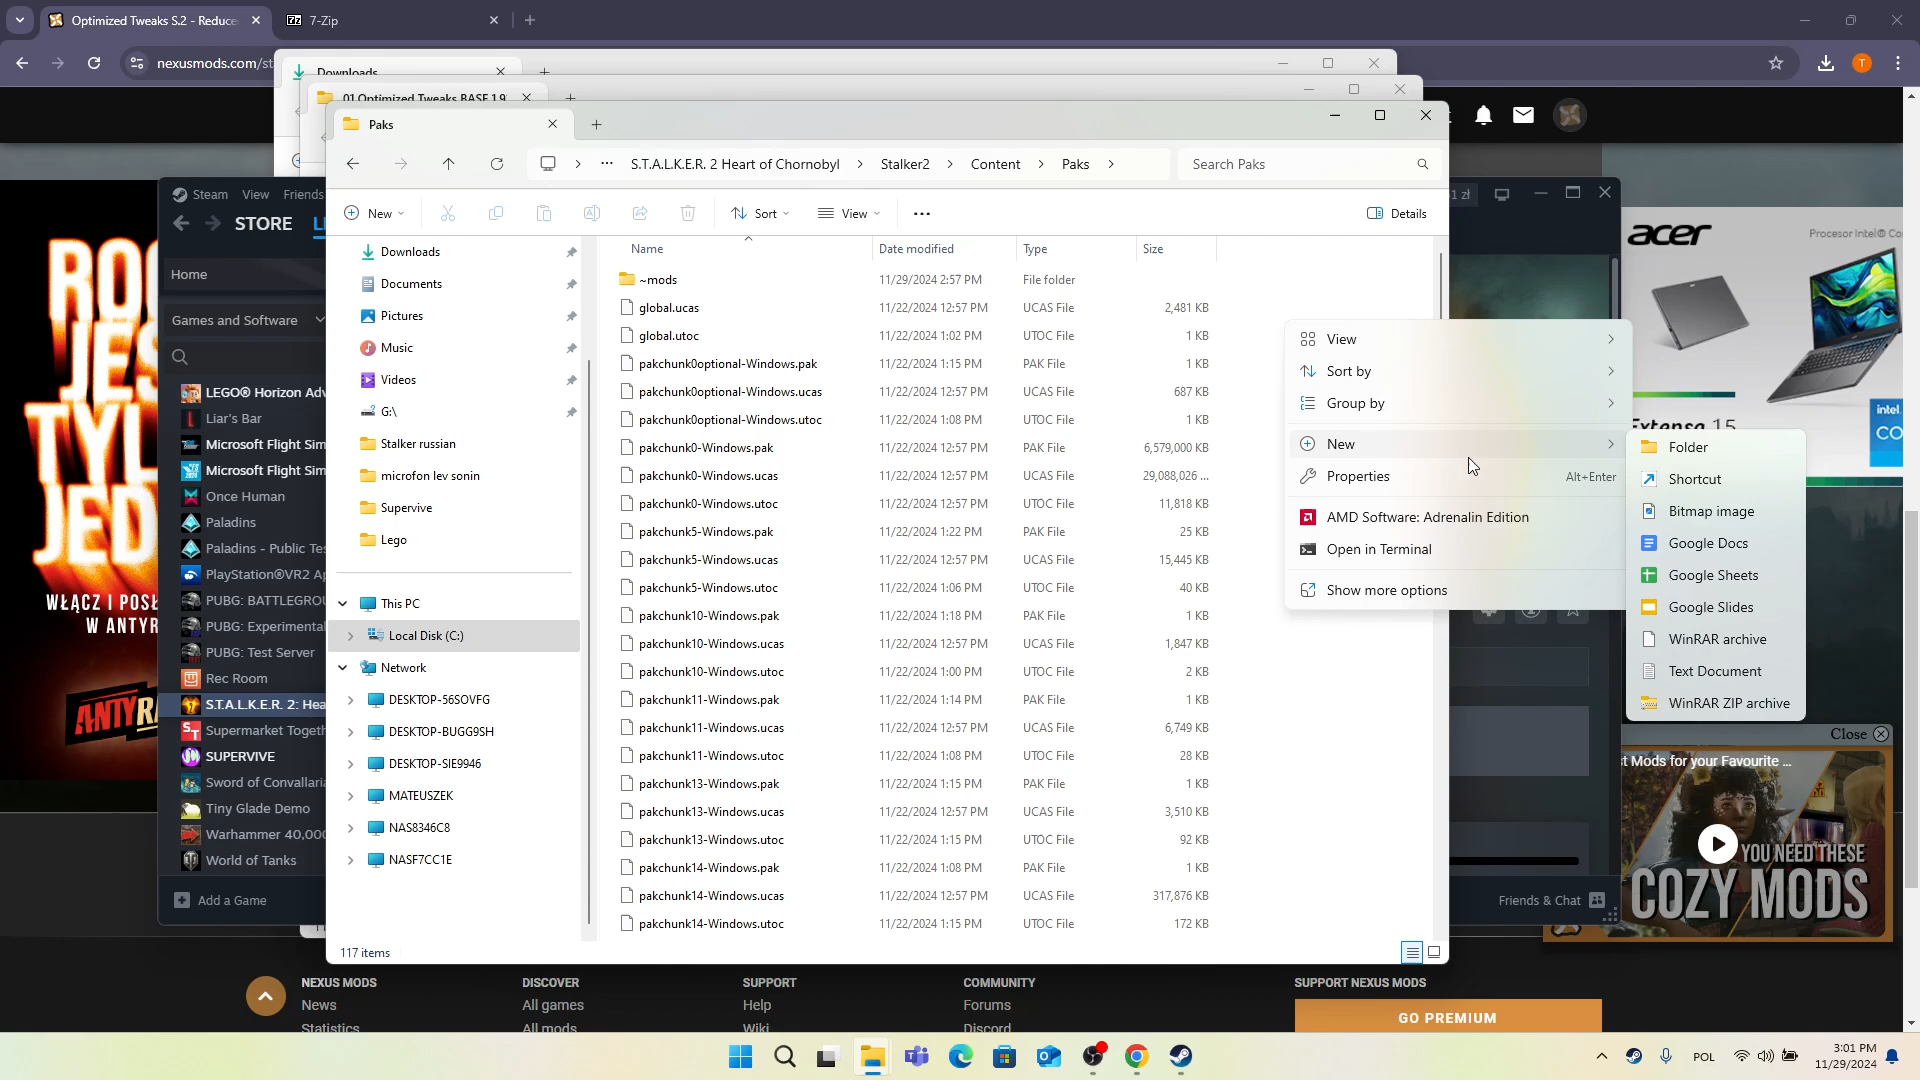 Optimized Tweaks S.2 - Reduce
7-Zip
nexusmods.com/st
Downloads
01 Optimized Tweaks BASE 1.9
Paks
S.T.A.L.K.E.R. 2 Heart of Chornobyl
Stalker2
Content
Paks
Search Paks
New
Sort
View
Details
Steam
View
Friends
STORE
Home
Games and Software
LEGO® Horizon Adv
Liar's Bar
Microsoft Flight Sim
Microsoft Flight Sim
Once Human
Paladins
Paladins - Public Tes
PlayStation®VR2 Ap
PUBG: BATTLEGROU
PUBG: Experimental
PUBG: Test Server
Rec Room
S.T.A.L.K.E.R. 2: Hea
Supermarket Togeth
SUPERVIVE
Sword of Convallaria
Tiny Glade Demo
Warhammer 40,000
World of Tanks
Add a Game
Downloads
Documents
Pictures
Music
Videos
G:\
Stalker russian
microfon lev sonin
Supervive
Lego
This PC
Local Disk (C:)
Network
DESKTOP-56SOVFG
DESKTOP-BUGG9SH
DESKTOP-SIE9946
MATEUSZEK
NAS8346C8
NASF7CC1E
117 items
Name Date modified Type Size
~mods 11/29/2024 2:57 PM File folder
global.ucas 11/22/2024 12:57 PM UCAS File 2,481 KB
global.utoc 11/22/2024 1:02 PM UTOC File 1 KB
pakchunk0optional-Windows.pak 11/22/2024 1:15 PM PAK File 1 KB
pakchunk0optional-Windows.ucas 11/22/2024 12:57 PM UCAS File 687 KB
pakchunk0optional-Windows.utoc 11/22/2024 1:08 PM UTOC File 1 KB
pakchunk0-Windows.pak 11/22/2024 12:57 PM PAK File 6,579,000 KB
pakchunk0-Windows.ucas 11/22/2024 12:57 PM UCAS File 29,088,026 ...
pakchunk0-Windows.utoc 11/22/2024 12:57 PM UTOC File 11,818 KB
pakchunk5-Windows.pak 11/22/2024 1:22 PM PAK File 25 KB
pakchunk5-Windows.ucas 11/22/2024 12:57 PM UCAS File 15,445 KB
pakchunk5-Windows.utoc 11/22/2024 1:06 PM UTOC File 40 KB
pakchunk10-Windows.pak 11/22/2024 1:18 PM PAK File 1 KB
pakchunk10-Windows.ucas 11/22/2024 12:57 PM UCAS File 1,847 KB
pakchunk10-Windows.utoc 11/22/2024 1:00 PM UTOC File 2 KB
pakchunk11-Windows.pak 11/22/2024 1:14 PM PAK File 1 KB
pakchunk11-Windows.ucas 11/22/2024 12:57 PM UCAS File 6,749 KB
pakchunk11-Windows.utoc 11/22/2024 1:08 PM UTOC File 28 KB
pakchunk13-Windows.pak 11/22/2024 1:15 PM PAK File 1 KB
pakchunk13-Windows.ucas 11/22/2024 12:57 PM UCAS File 3,510 KB
pakchunk13-Windows.utoc 11/22/2024 1:15 PM UTOC File 92 KB
pakchunk14-Windows.pak 11/22/2024 1:08 PM PAK File 1 KB
pakchunk14-Windows.ucas 11/22/2024 12:57 PM UCAS File 317,876 KB
pakchunk14-Windows.utoc 11/22/2024 1:15 PM UTOC File 172 KB
View
Sort by
Group by
New
Properties Alt+Enter
AMD Software: Adrenalin Edition
Open in Terminal
Show more options
Folder
Shortcut
Bitmap image
Google Docs
Google Sheets
Google Slides
WinRAR archive
Text Document
WinRAR ZIP archive
1 zł
acer
Procesor Intel® Co
Extensa 15
intel.
CO
Close
t Mods for your Favourite ...
YOU NEED THESE
COZY MODS
Friends & Chat
JES
TYL
JED
WŁĄCZ I POSŁ
W ANTYR
ANTYRA
NEXUS MODS
News
Statistics
DISCOVER
All games
All mods
SUPPORT
Help
Wiki
COMMUNITY
Forums
Discord
SUPPORT NEXUS MODS
GO PREMIUM
POL
3:01 PM
11/29/2024